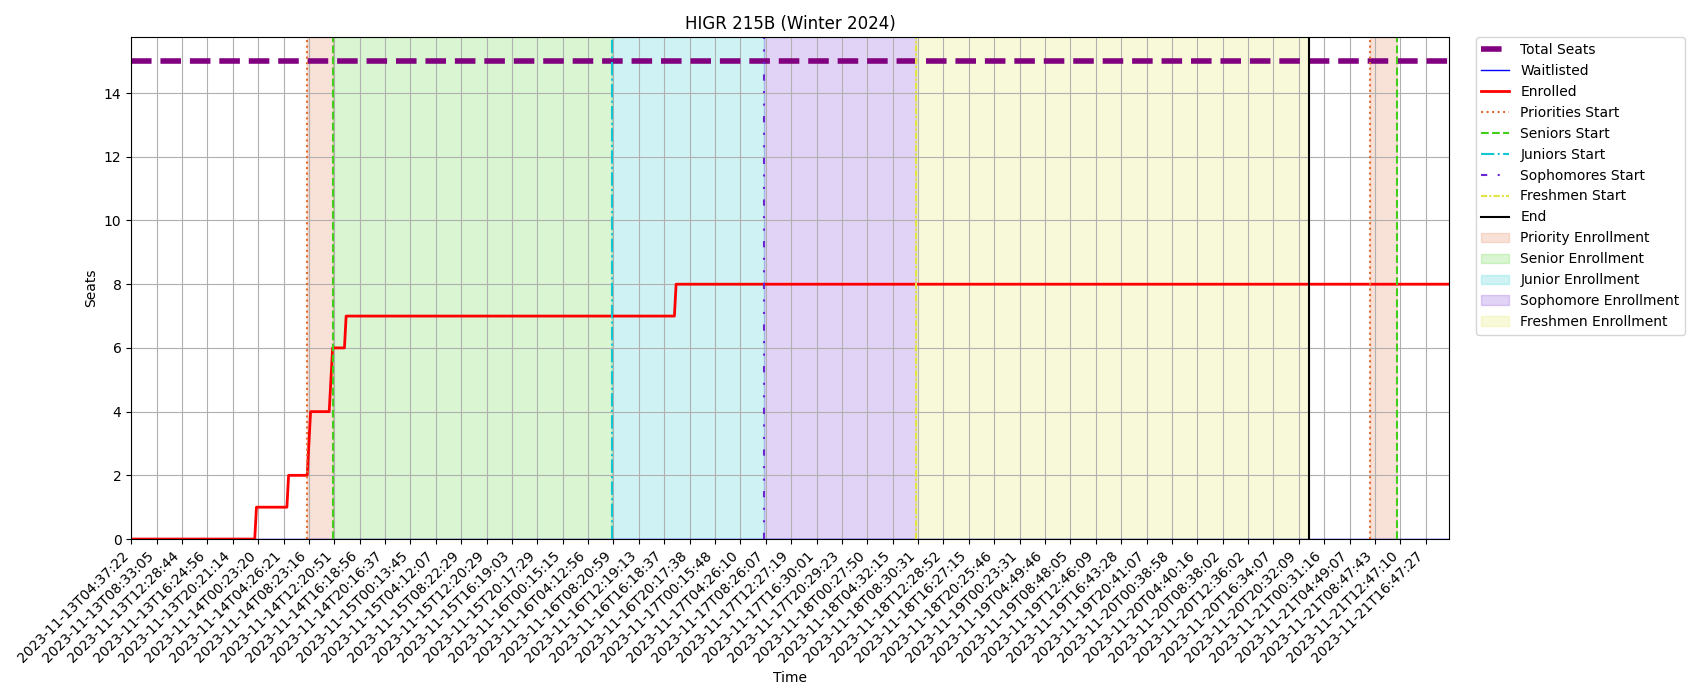 HIGR 215B (Winter 2024)
Total Seats
Waitlisted
Enrolled
Priorities Start
Seniors Start
Juniors Start
Sophomores Start
Freshmen Start
End
Priority Enrollment
Senior Enrollment
Junior Enrollment
Sophomore Enrollment
Freshmen Enrollment
Seats
14
12
10
8
6
4
2
0
2023-11-13T04:37:22
2023-11-13T08:33:05
2023-11-13T12:28:44
2023-11-13T16:24:56
2023-11-13T20:21:14
2023-11-14T00:23:20
2023-11-14T04:26:21
2023-11-14T08:23:16
2023-11-14T12:20:51
2023-11-14T16:18:56
2023-11-14T20:16:37
2023-11-15T00:13:45
2023-11-15T04:12:07
2023-11-15T08:22:29
2023-11-15T12:20:29
2023-11-15T16:19:03
2023-11-15T20:17:29
2023-11-16T00:15:15
2023-11-16T04:12:56
2023-11-16T08:20:59
2023-11-16T12:19:13
2023-11-16T16:18:37
2023-11-16T20:17:38
2023-11-17T00:15:48
2023-11-17T04:26:10
2023-11-17T08:26:07
2023-11-17T12:27:19
2023-11-17T16:30:01
2023-11-17T20:29:23
2023-11-18T00:27:50
2023-11-18T04:32:15
2023-11-18T08:30:31
2023-11-18T12:28:52
2023-11-18T16:27:13
2023-11-18T20:25:46
2023-11-19T00:23:31
2023-11-19T04:49:46
2023-11-19T08:48:05
2023-11-19T12:46:09
2023-11-19T16:43:28
2023-11-19T20:41:07
2023-11-20T00:38:58
2023-11-20T04:40:16
2023-11-20T08:38:02
2023-11-20T12:36:02
2023-11-20T16:34:07
2023-11-20T20:32:09
2023-11-21T00:31:16
2023-11-21T04:49:07
2023-11-21T08:47:43
2023-11-21T12:47:10
2023-11-21T16:47:27
Time